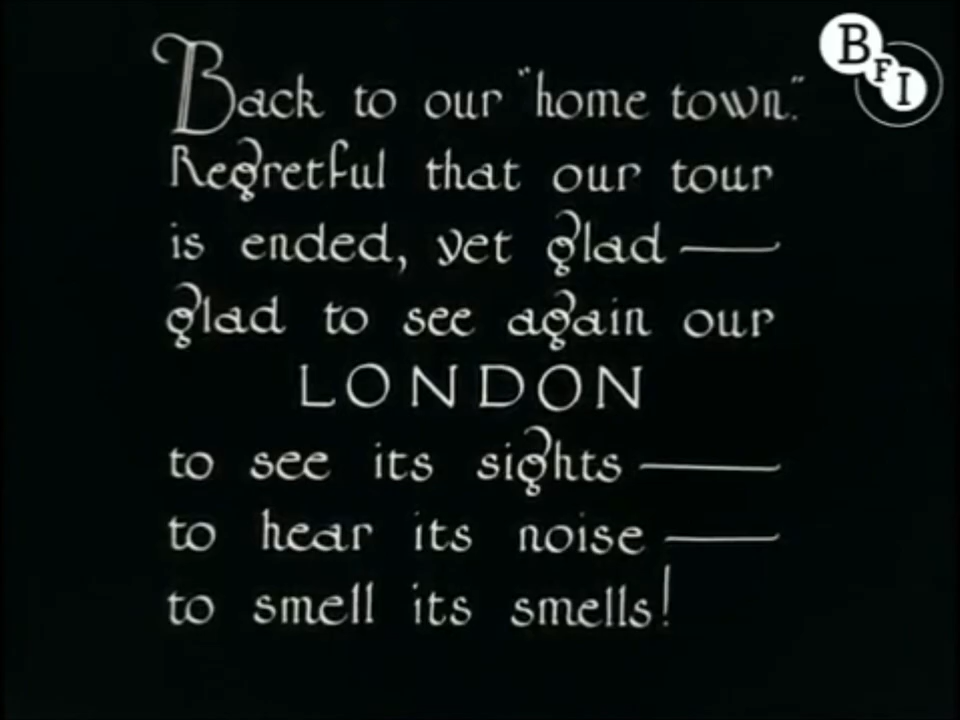 Back to our "home town."
Regretful that our tour
is ended, yet glad —
glad to see again our
LONDON
to see its sights —
to hear its noise —
to smell its smells!
BFI